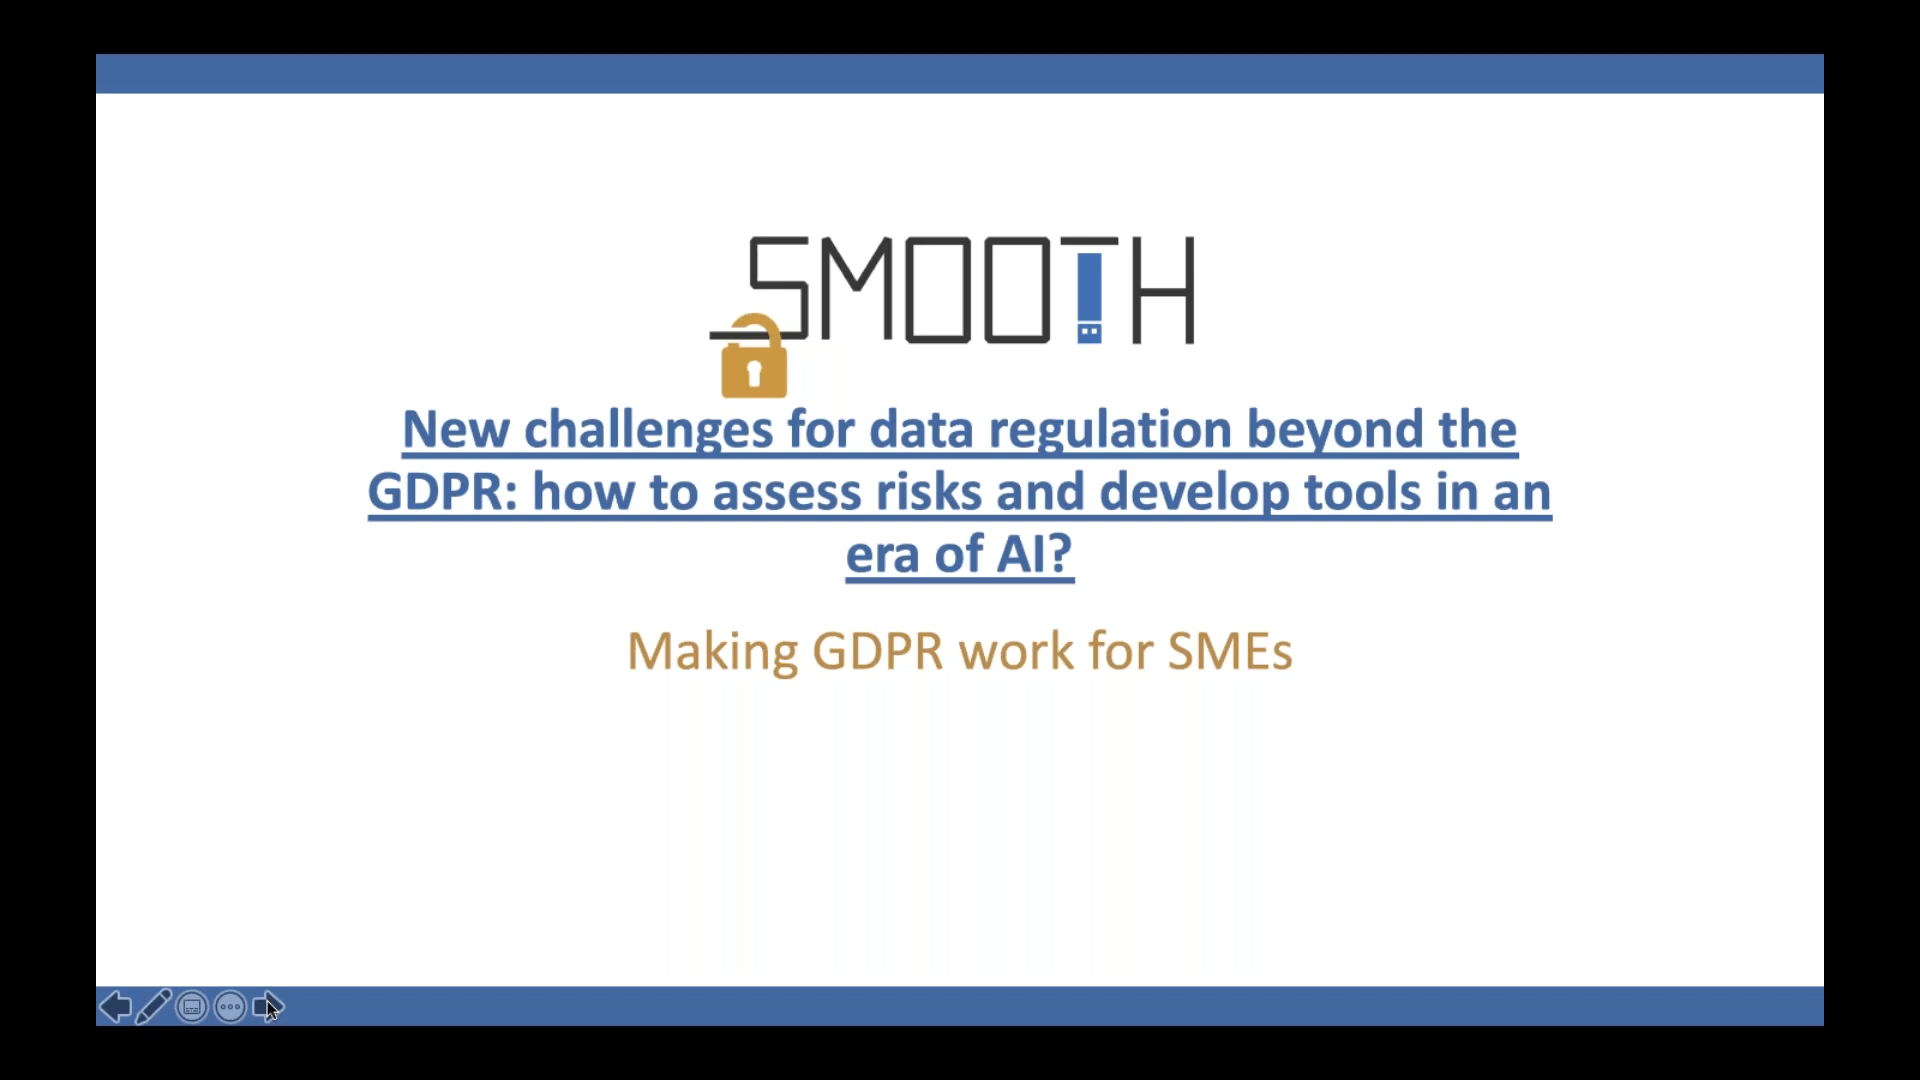 SMOOTH
New challenges for data regulation beyond the
GDPR: how to assess risks and develop tools in an
era of AI?
Making GDPR work for SMEs